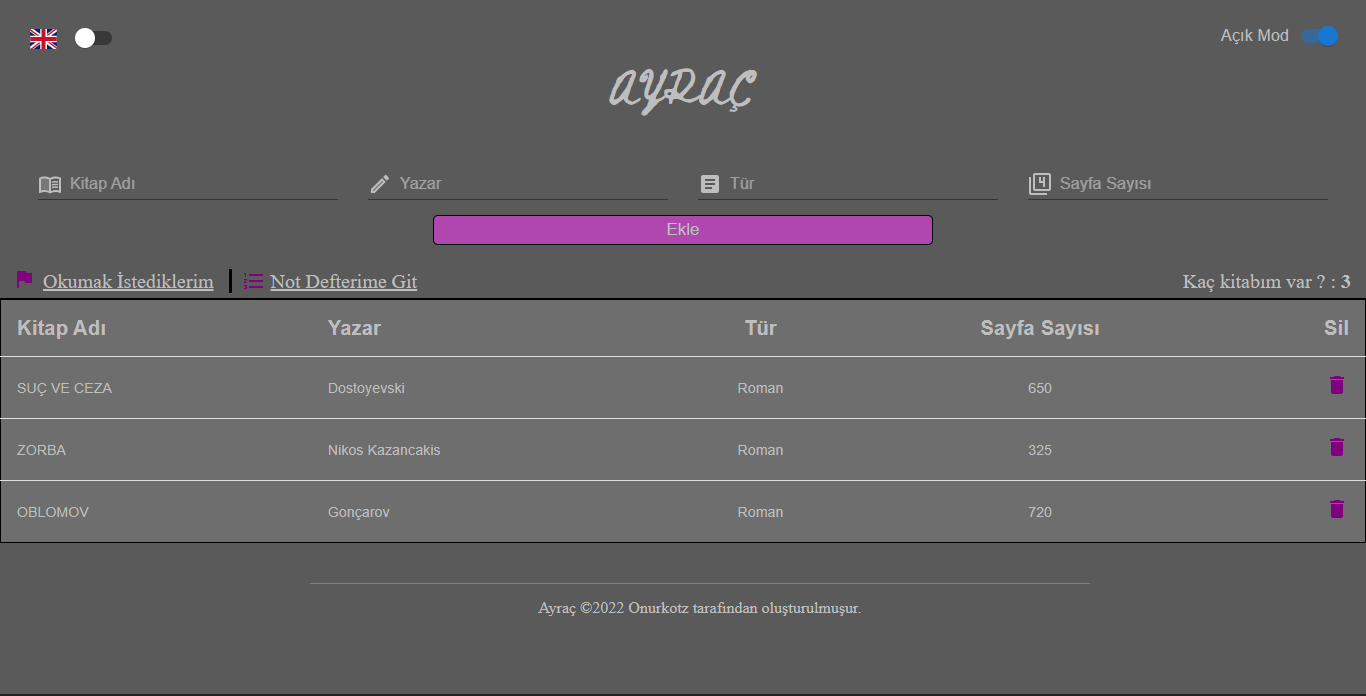 Açık Mod
AYRAÇ
Kitap Adı Yazar Tür 4 Sayfa Sayısı
Ekle
Okumak İstediklerim Not Defterime Git Kaç kitabım var ? : 3
Kitap Adı Yazar Tür Sayfa Sayısı Sil
SUÇ VE CEZA Dostoyevski Roman 650
ZORBA Nikos Kazancakis Roman 325
OBLOMOV Gonçarov Roman 720
Ayraç ©2022 Onurkotz tarafından oluşturulmuşur.